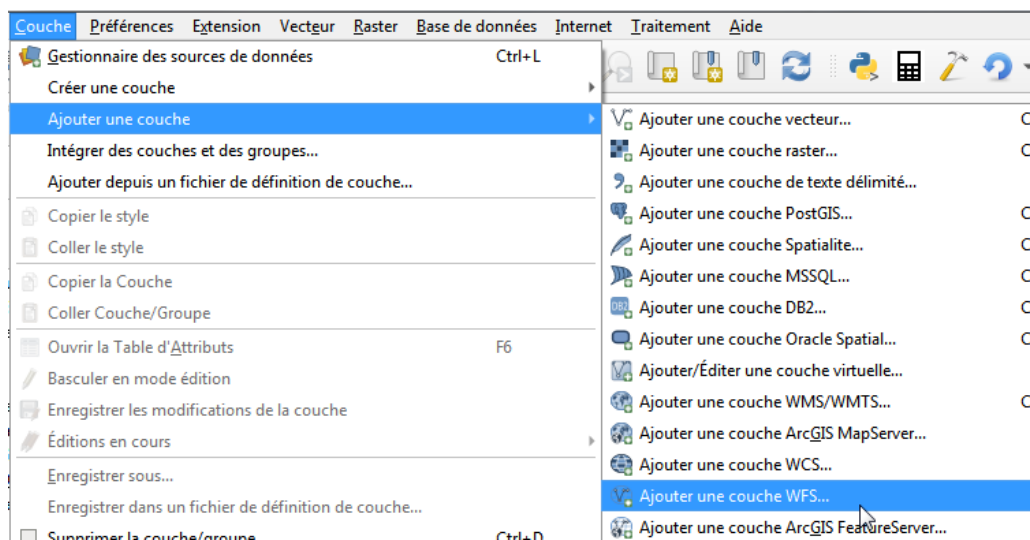 Couche Préférences Extension Vecteur Raster Base de données Internet Traitement Aide
Gestionnaire des sources de données Ctrl+L
Créer une couche
Ajouter une couche
Intégrer des couches et des groupes...
Ajouter depuis un fichier de définition de couche...
Copier le style
Coller le style
Copier la Couche
Coller Couche/Groupe
Ouvrir la Table d'Attributs F6
Basculer en mode édition
Enregistrer les modifications de la couche
Éditions en cours
Enregistrer sous...
Enregistrer dans un fichier de définition de couche...
Supprimer la couche/groupe Ctrl+D
Ajouter une couche vecteur... C
Ajouter une couche raster... C
Ajouter une couche de texte délimité...
Ajouter une couche PostGIS... C
Ajouter une couche Spatialite... C
Ajouter une couche MSSQL... C
DB2 Ajouter une couche DB2... C
Ajouter une couche Oracle Spatial... C
Ajouter/Éditer une couche virtuelle...
Ajouter une couche WMS/WMTS... C
Ajouter une couche ArcGIS MapServer...
Ajouter une couche WCS...
Ajouter une couche WFS...
Ajouter une couche ArcGIS FeatureServer...